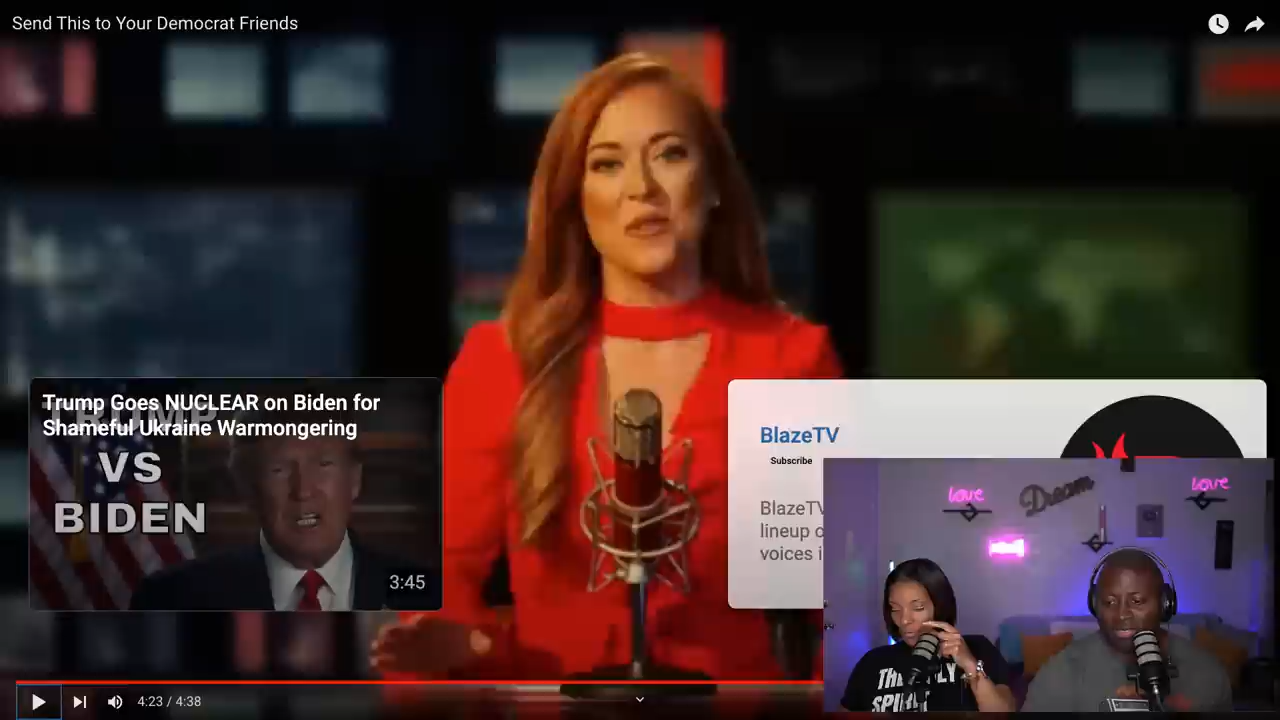 Send This to Your Democrat Friends
Trump Goes NUCLEAR on Biden for
Shameful Ukraine Warmongering
TRUMP
VS
BIDEN
3:45
BlazeTV
Subscribe
BlazeTV
lineup o
voices i
love
Dream
love
4:23 / 4:38